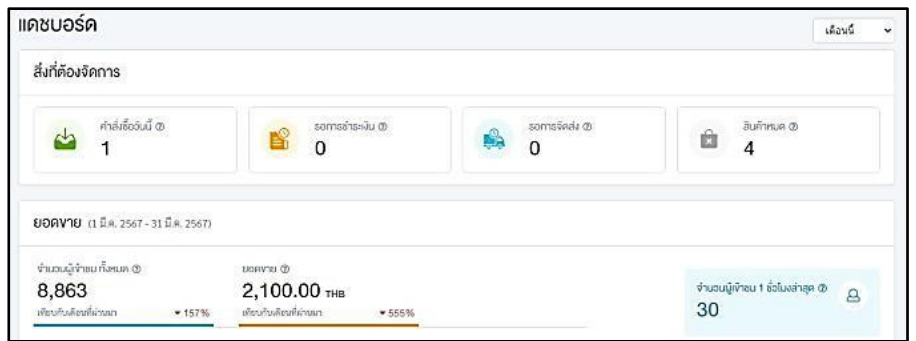 แดชบอร์ด
เดือนนี้
สิ่งที่ต้องจัดการ
คำสั่งซื้อวันนี้
1
รอการชำระเงิน
0
รอการจัดส่ง
0
สินค้าหมด
4
ยอดขาย (1 มี.ค. 2567 - 31 มี.ค. 2567)
จำนวนผู้เข้าชม ทั้งหมด
8,863
เทียบกับเดือนที่ผ่านมา ▾ 157%
ยอดขาย
2,100.00 THB
เทียบกับเดือนที่ผ่านมา ▾ 555%
จำนวนผู้เข้าชม 1 ชั่วโมงล่าสุด
30